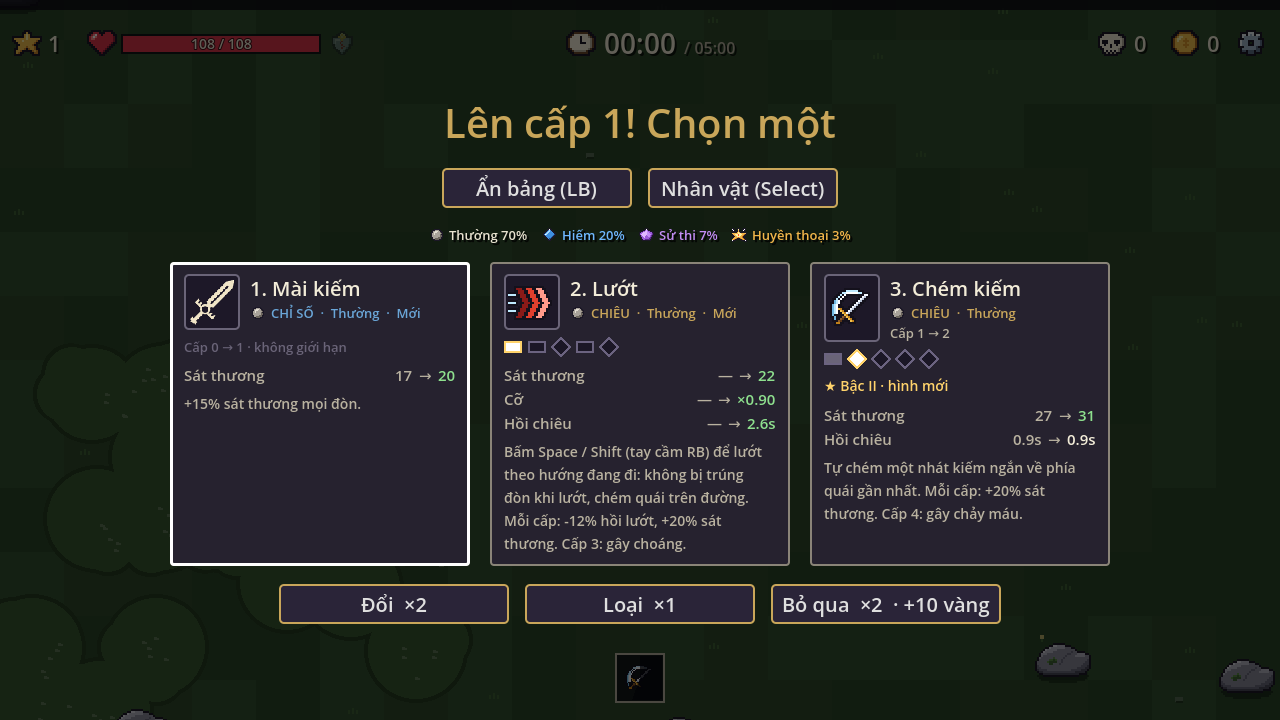 1
108 / 108
00:00 / 05:00
0
0
Lên cấp 1! Chọn một
Ẩn bảng (LB)
Nhân vật (Select)
Thường 70%
Hiếm 20%
Sử thi 7%
Huyền thoại 3%
1. Mài kiếm
CHỈ SỐ · Thường · Mới
Cấp 0 → 1 · không giới hạn
Sát thương 17 → 20
+15% sát thương mọi đòn.
2. Lướt
CHIÊU · Thường · Mới
Sát thương — → 22
Cỡ — → ×0.90
Hồi chiêu — → 2.6s
Bấm Space / Shift (tay cầm RB) để lướt
theo hướng đang đi: không bị trúng
đòn khi lướt, chém quái trên đường.
Mỗi cấp: -12% hồi lướt, +20% sát
thương. Cấp 3: gây choáng.
3. Chém kiếm
CHIÊU · Thường
Cấp 1 → 2
★ Bậc II · hình mới
Sát thương 27 → 31
Hồi chiêu 0.9s → 0.9s
Tự chém một nhát kiếm ngắn về phía
quái gần nhất. Mỗi cấp: +20% sát
thương. Cấp 4: gây chảy máu.
Đổi ×2
Loại ×1
Bỏ qua ×2 · +10 vàng